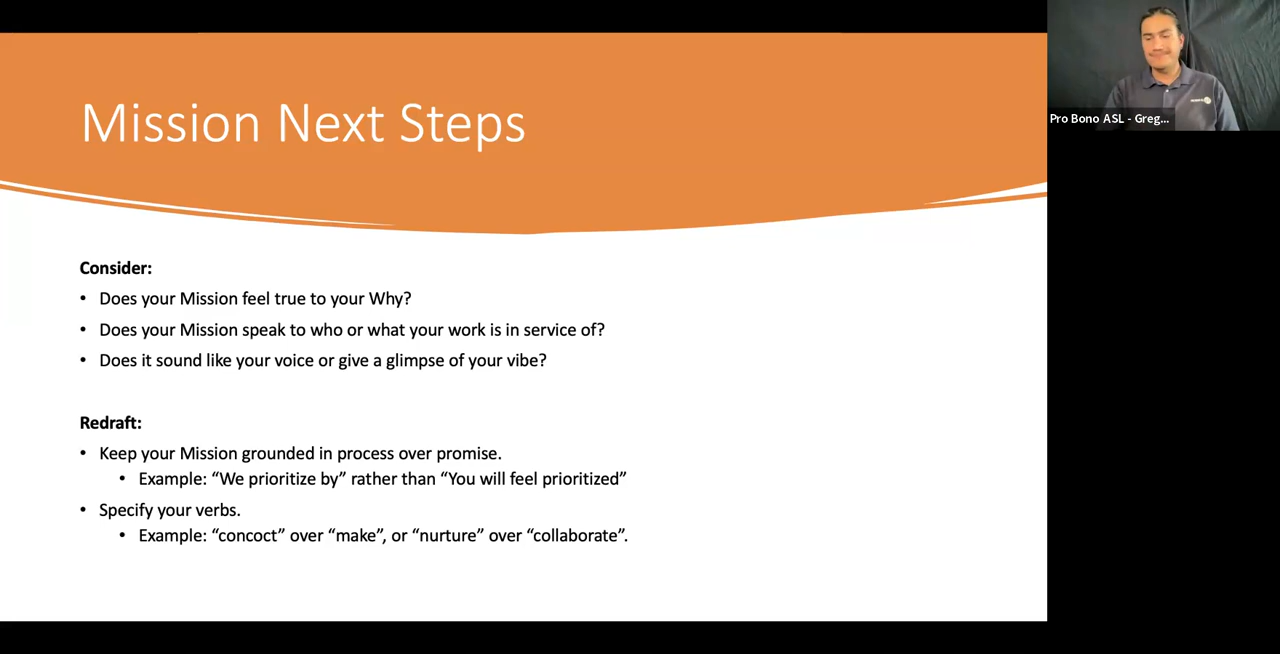 Mission Next Steps
Pro Bono ASL - Greg...
Consider:
• Does your Mission feel true to your Why?
• Does your Mission speak to who or what your work is in service of?
• Does it sound like your voice or give a glimpse of your vibe?
Redraft:
• Keep your Mission grounded in process over promise.
• Example: “We prioritize by” rather than “You will feel prioritized”
• Specify your verbs.
• Example: “concoct” over “make”, or “nurture” over “collaborate”.